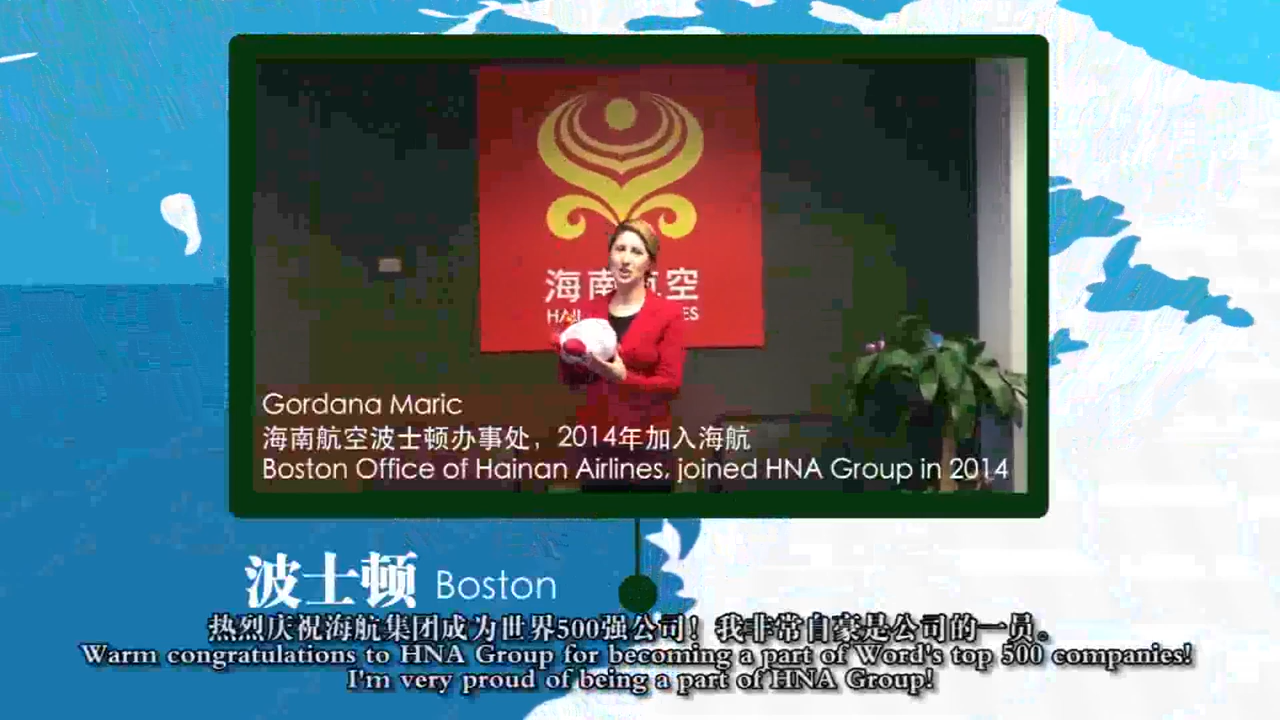 海南航空
HAI ES
Gordana Maric
海南航空波士顿办事处，2014年加入海航
Boston Office of Hainan Airlines, joined HNA Group in 2014
波士顿 Boston
热烈庆祝海航集团成为世界500强公司！我非常自豪是公司的一员。
Warm congratulations to HNA Group for becoming a part of Word's top 500 companies!
I'm very proud of being a part of HNA Group!